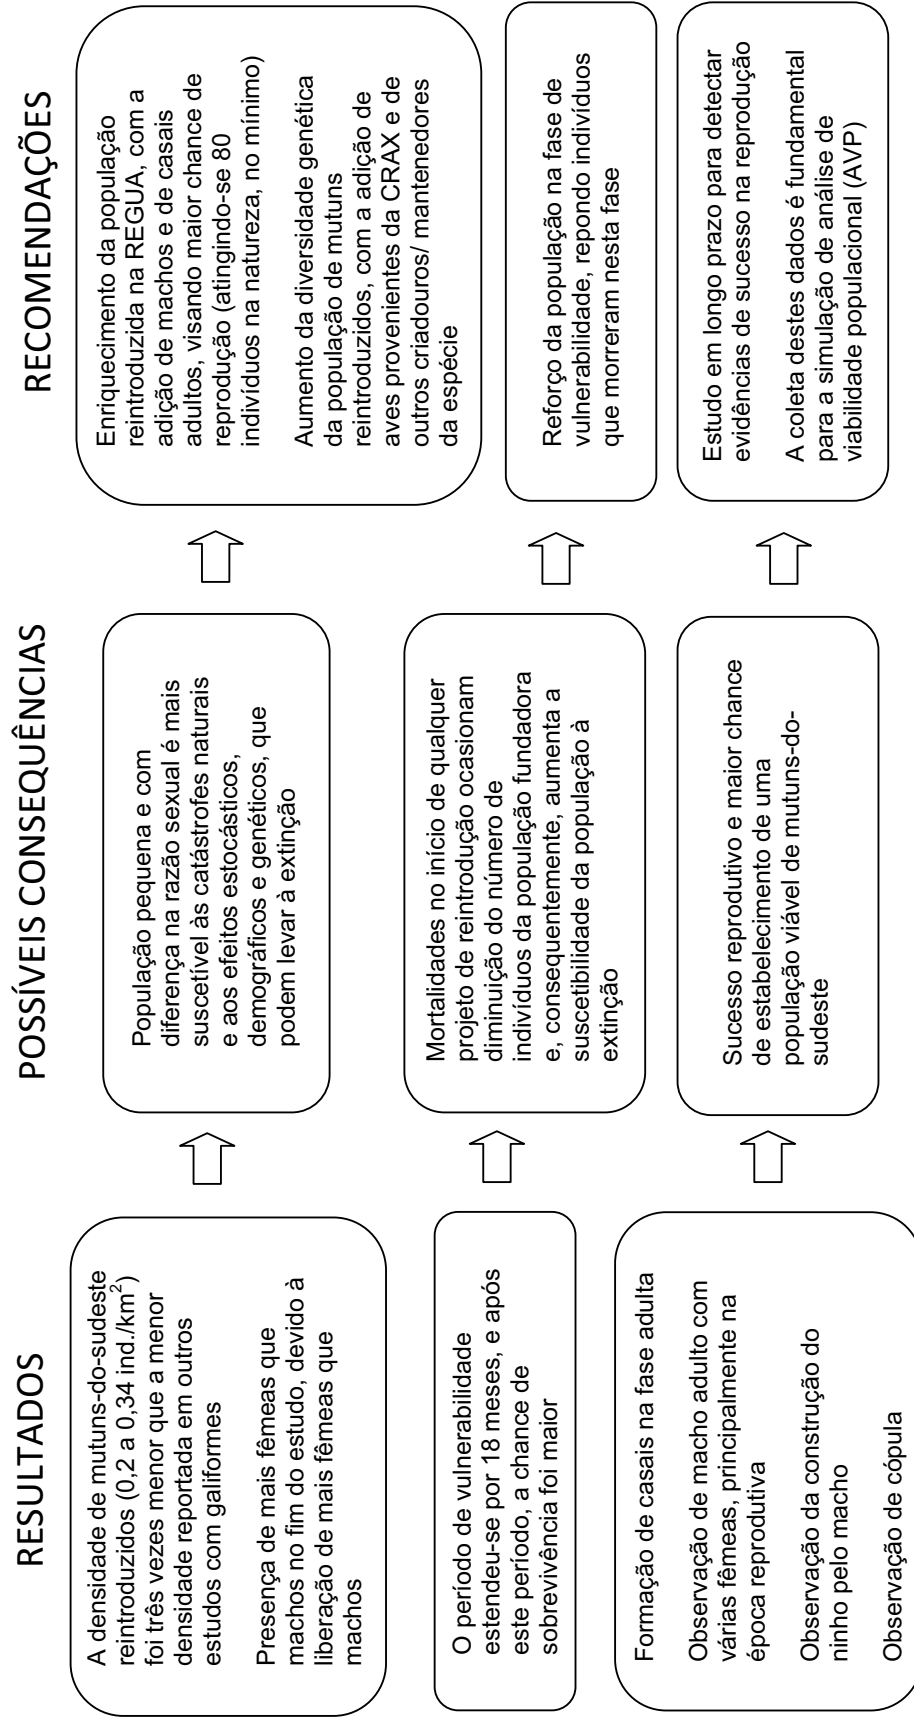 RESULTADOS
A densidade de mutuns-do-sudeste
reintroduzidos (0,2 a 0,34 ind./km²)
foi três vezes menor que a menor
densidade reportada em outros
estudos com galiformes
Presença de mais fêmeas que
machos no fim do estudo, devido à
liberação de mais fêmeas que
machos
O período de vulnerabilidade
estendeu-se por 18 meses, e após
este período, a chance de
sobrevivência foi maior
Formação de casais na fase adulta
Observação de macho adulto com
várias fêmeas, principalmente na
época reprodutiva
Observação da construção do
ninho pelo macho
Observação de cópula
POSSÍVEIS CONSEQUÊNCIAS
População pequena e com
diferença na razão sexual é mais
suscetível às catástrofes naturais
e aos efeitos estocásticos,
demográficos e genéticos, que
podem levar à extinção
Mortalidades no início de qualquer
projeto de reintrodução ocasionam
diminuição do número de
indivíduos da população fundadora
e, consequentemente, aumenta a
suscetibilidade da população à
extinção
Sucesso reprodutivo e maior chance
de estabelecimento de uma
população viável de mutuns-do-
sudeste
RECOMENDAÇÕES
Enriquecimento da população
reintroduzida na REGUA, com a
adição de machos e de casais
adultos, visando maior chance de
reprodução (atingindo-se 80
indivíduos na natureza, no mínimo)
Aumento da diversidade genética
da população de mutuns
reintroduzidos, com a adição de
aves provenientes da CRAX e de
outros criadouros/ mantenedores
da espécie
Reforço da população na fase de
vulnerabilidade, repondo indivíduos
que morreram nesta fase
Estudo em longo prazo para detectar
evidências de sucesso na reprodução
A coleta destes dados é fundamental
para a simulação de análise de
viabilidade populacional (AVP)